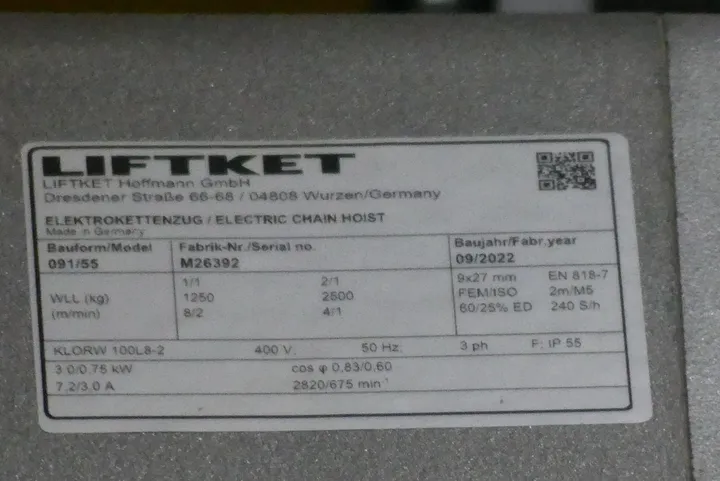 LIFTKET
LIFTKET Hoffmann GmbH
Dresdener Straße 66-68 / 04808 Wurzen/Germany
ELEKTROKETTENZUG / ELECTRIC CHAIN HOIST
Made in Germany
Bauform/Model Fabrik-Nr./Serial no. Baujahr/Fabr.year
091/55 M26392 09/2022
1/1 2/1 9x27 mm EN 818-7
WLL (kg) 1250 2500 FEM/ISO 2m/M5
(m/min) 8/2 4/1 60/25% ED 240 S/h
KLORW 100L8-2 400 V, 50 Hz, 3 ph F; IP 55
3.0/0.75 kW cos φ 0.83/0.60
7.2/3.0 A 2820/675 min⁻¹